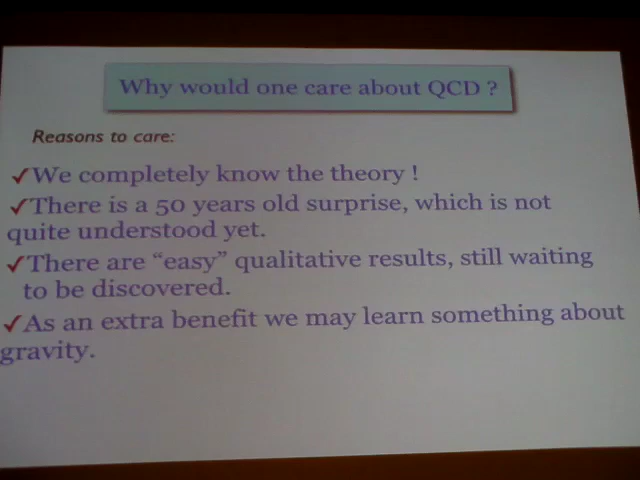 Why would one care about QCD ?
Reasons to care:
✓We completely know the theory !
✓There is a 50 years old surprise, which is not
quite understood yet.
✓There are “easy” qualitative results, still waiting
to be discovered.
✓As an extra benefit we may learn something about
gravity.